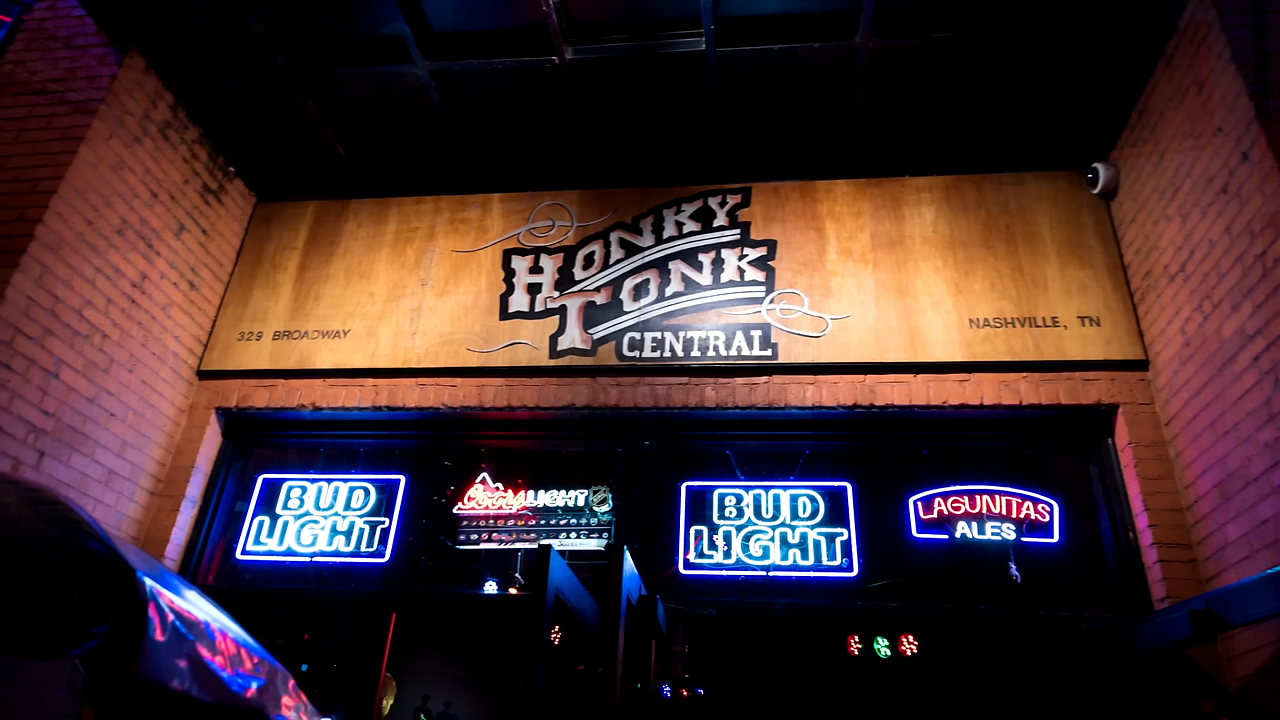 HONKY
TONK
CENTRAL
329 BROADWAY
NASHVILLE, TN
BUD
LIGHT
Coors LIGHT
BUD
LIGHT
LAGUNITAS
ALES